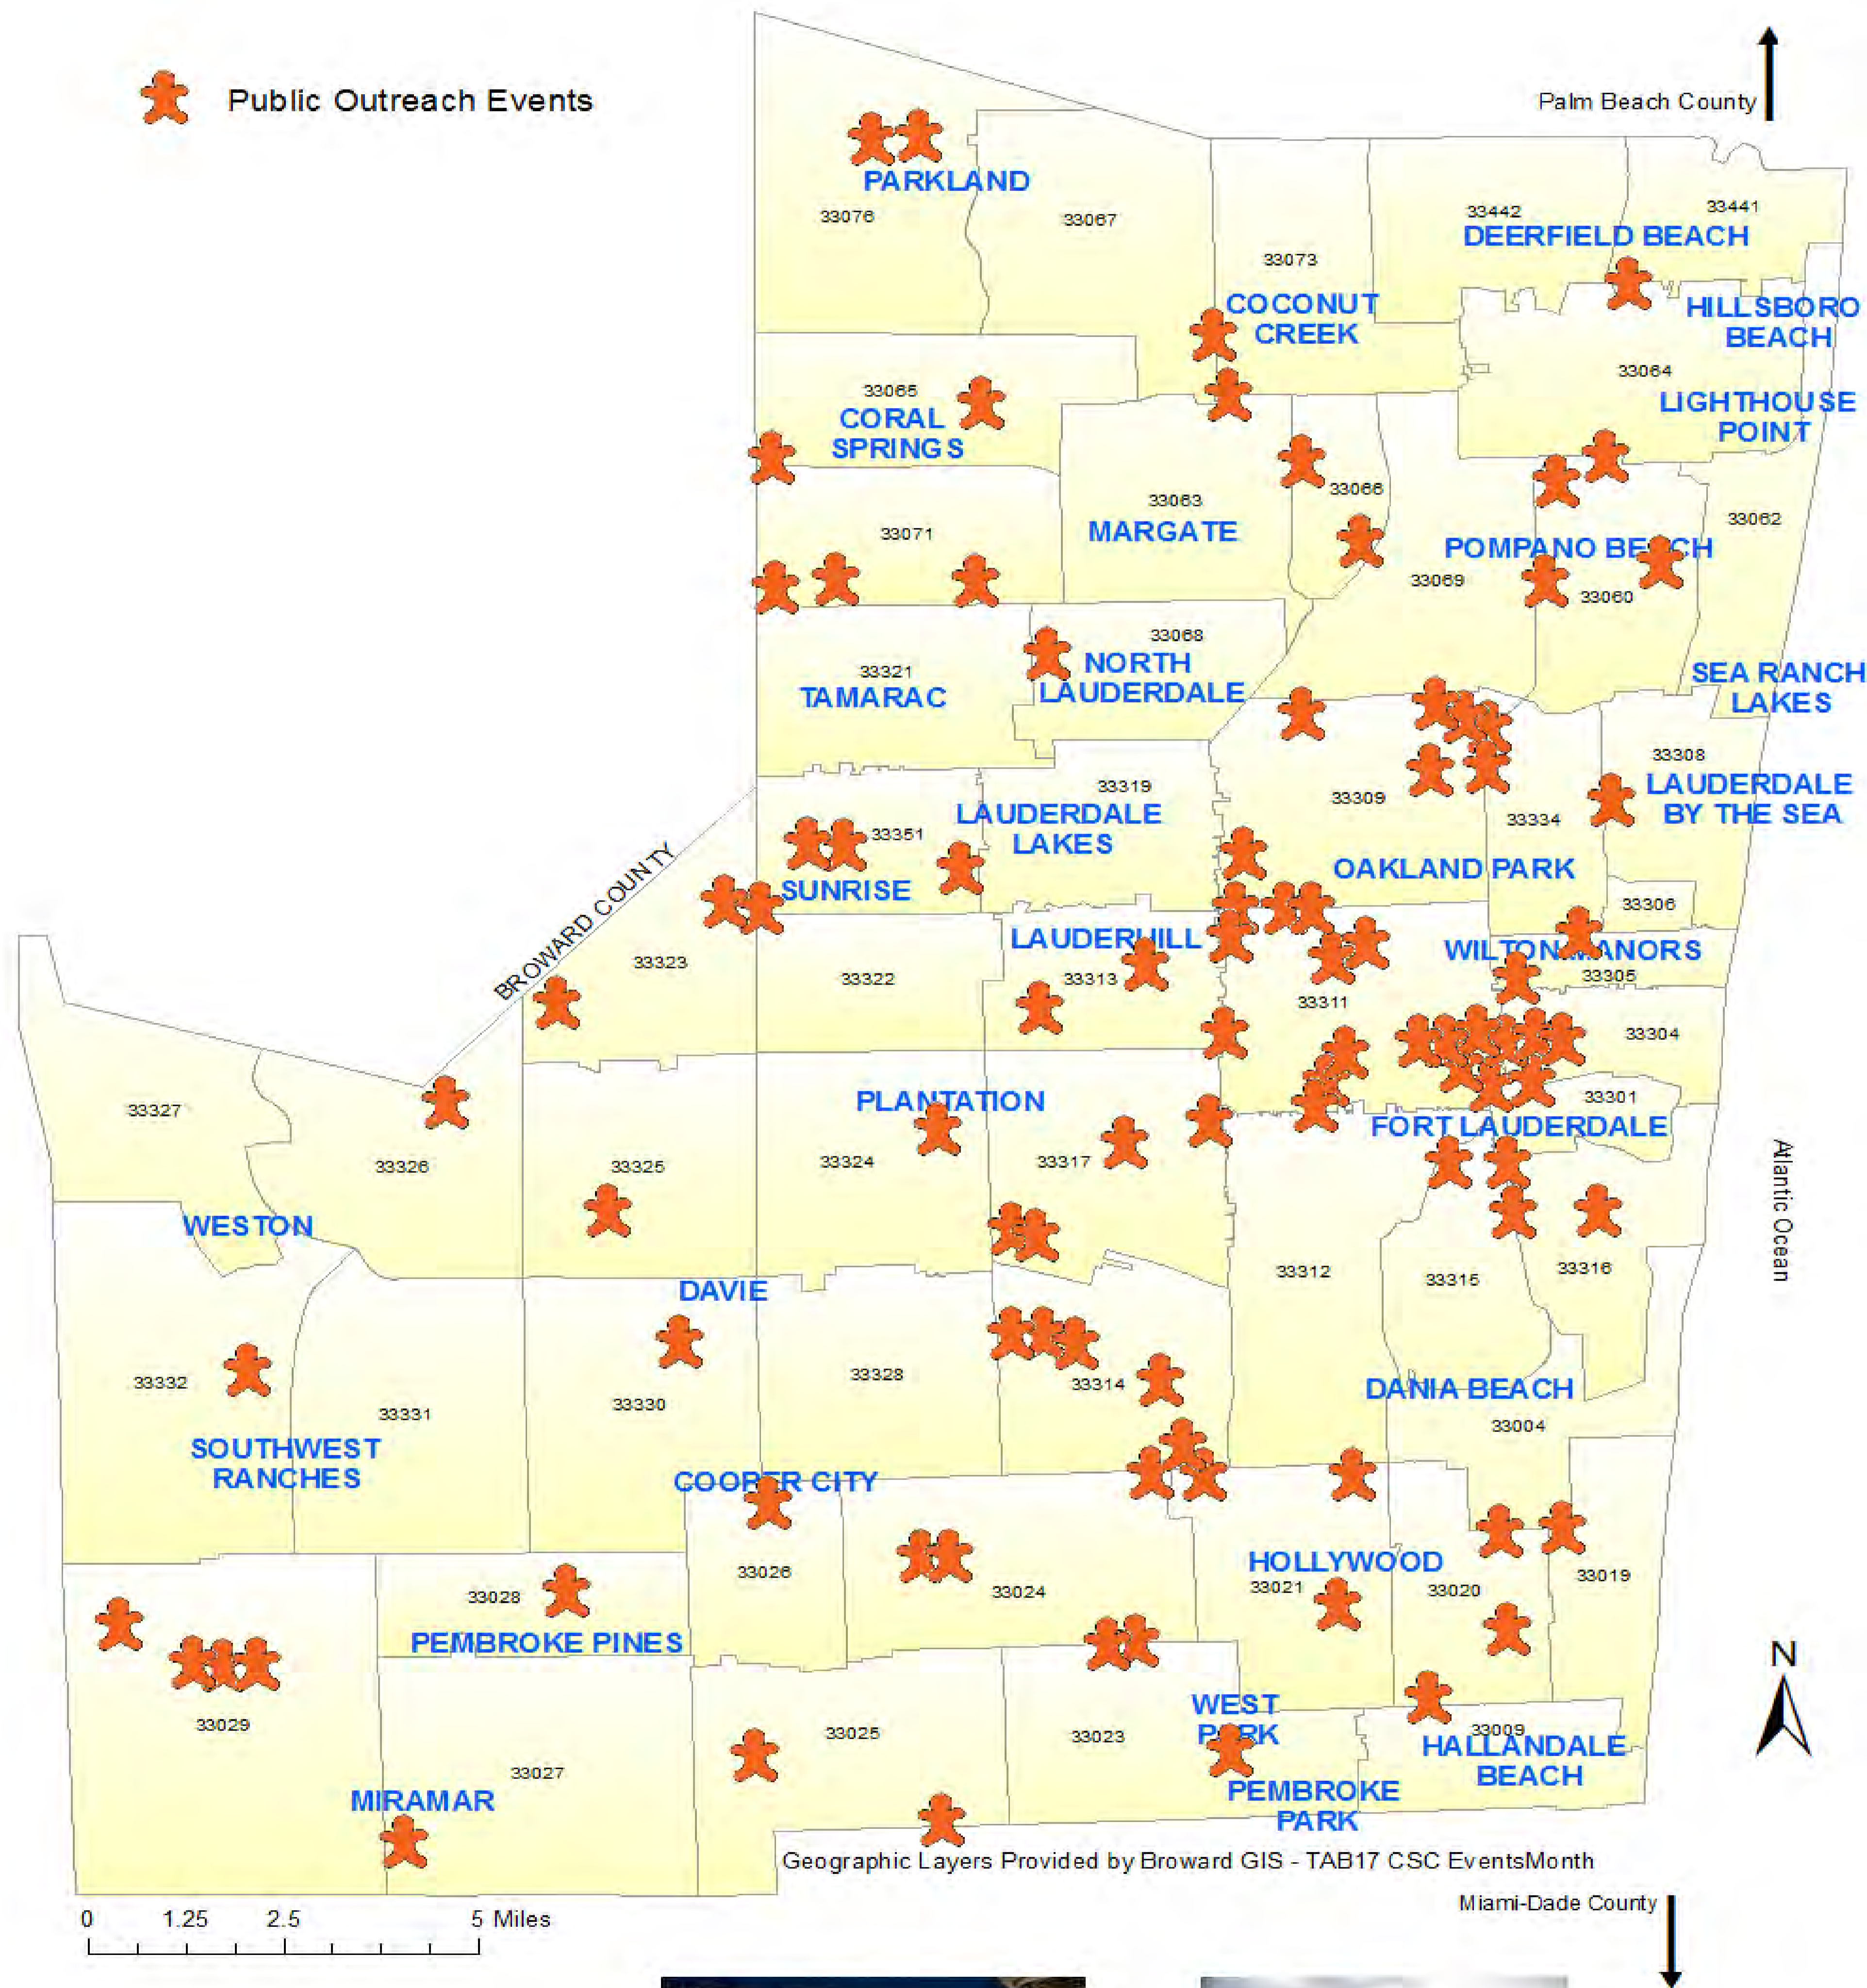 Public Outreach Events
Palm Beach County
PARKLAND
33076
33067
33442
33441
DEERFIELD BEACH
33073
COCONUT
CREEK
HILLSBORO
BEACH
33064
33065
CORAL
SPRINGS
LIGHTHOUSE
POINT
33063
33066
MARGATE
33062
33071
POMPANO BEACH
33069
33060
33068
NORTH
LAUDERDALE
33321
TAMARAC
SEA RANCH
LAKES
33308
33319
LAUDERDALE
BY THE SEA
33309
LAUDERDALE
LAKES
33334
33351
OAKLAND PARK
SUNRISE
33306
BROWARD COUNTY
LAUDERHILL
WILTON MANORS
33323
33322
33313
33305
33311
33304
33327
PLANTATION
33301
FORT LAUDERDALE
33326
33325
33324
33317
Atlantic Ocean
WESTON
33312
33315
33316
DAVIE
33332
33331
33330
33328
33314
DANIA BEACH
33004
SOUTHWEST
RANCHES
COOPER CITY
33028
33026
33024
HOLLYWOOD
33021
33020
33019
PEMBROKE PINES
N
33029
33027
33025
33023
WEST
PARK
33009
HALLANDALE
BEACH
MIRAMAR
PEMBROKE
PARK
Geographic Layers Provided by Broward GIS - TAB17 CSC EventsMonth
Miami-Dade County
0 1.25 2.5 5 Miles